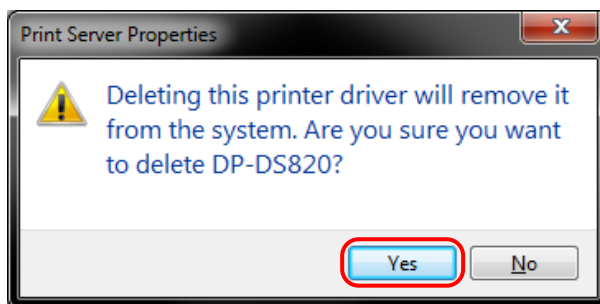 Print Server Properties
Deleting this printer driver will remove it
from the system. Are you sure you want
to delete DP-DS820?
Yes
No